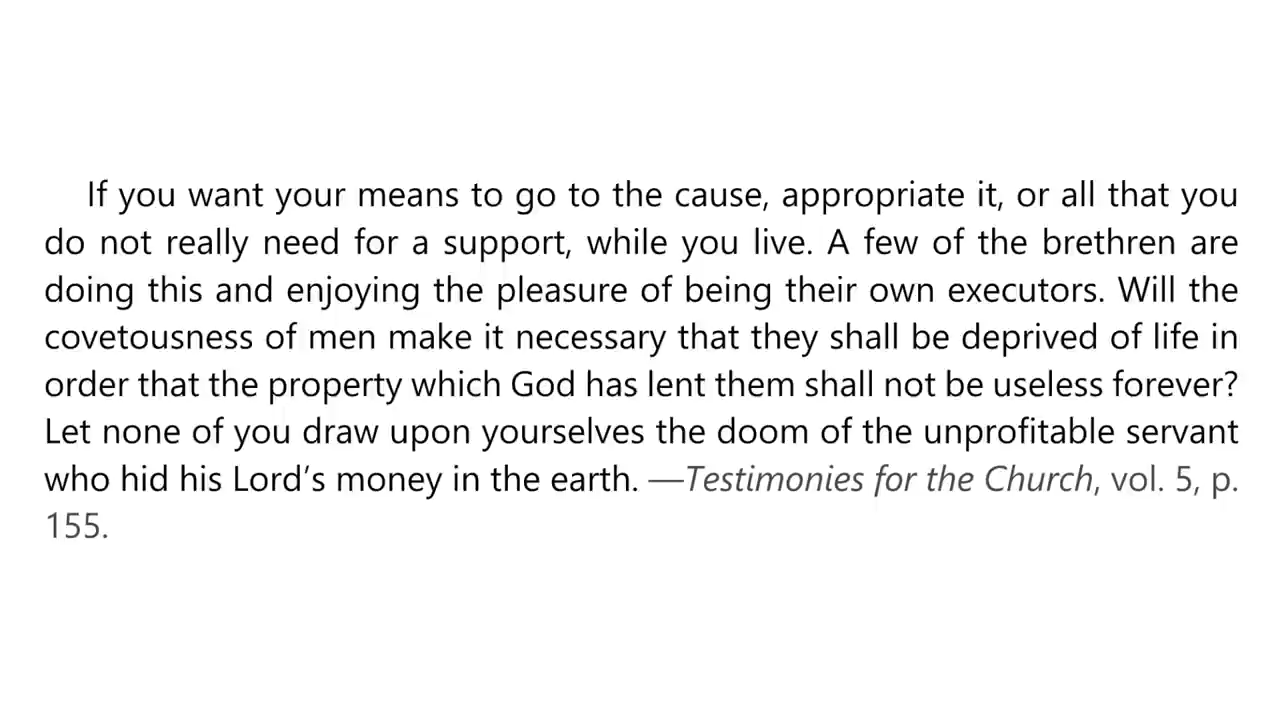 If you want your means to go to the cause, appropriate it, or all that you
do not really need for a support, while you live. A few of the brethren are
doing this and enjoying the pleasure of being their own executors. Will the
covetousness of men make it necessary that they shall be deprived of life in
order that the property which God has lent them shall not be useless forever?
Let none of you draw upon yourselves the doom of the unprofitable servant
who hid his Lord’s money in the earth. —Testimonies for the Church, vol. 5, p.
155.